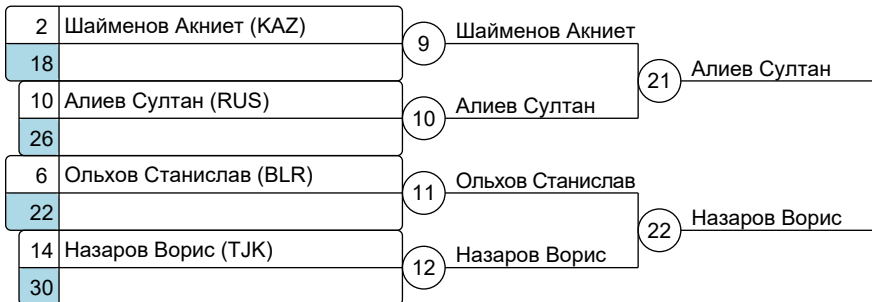 2 Шайменов Акниет (KAZ)
9 Шайменов Акниет
18
21 Алиев Султан
10 Алиев Султан (RUS)
10 Алиев Султан
26
6 Ольхов Станислав (BLR)
11 Ольхов Станислав
22
22 Назаров Ворис
14 Назаров Ворис (TJK)
12 Назаров Ворис
30